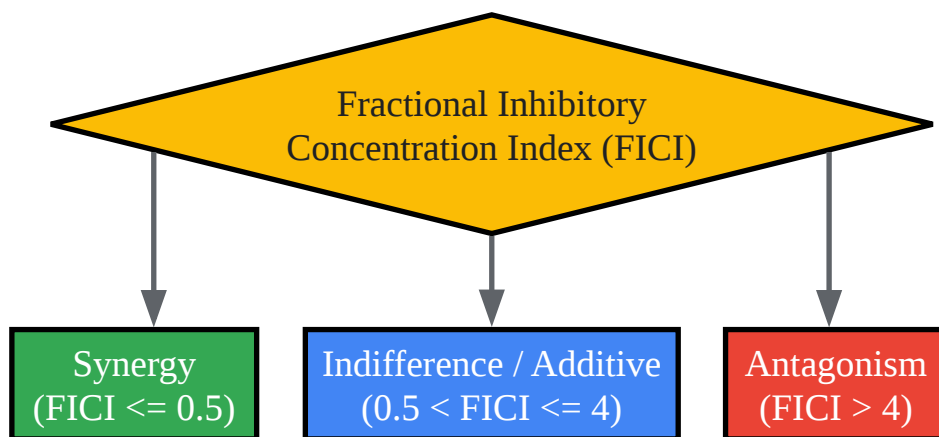 Fractional Inhibitory
Concentration Index (FICI)
Synergy
(FICI <= 0.5)
Indifference / Additive
(0.5 < FICI <= 4)
Antagonism
(FICI > 4)